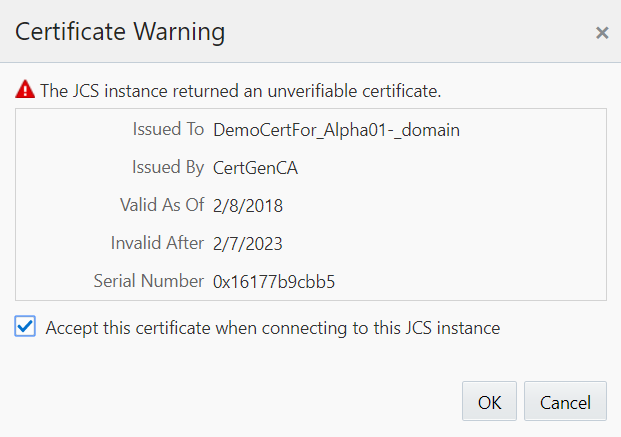 Certificate Warning
The JCS instance returned an unverifiable certificate.
Issued To DemoCertFor_Alpha01-_domain
Issued By CertGenCA
Valid As Of 2/8/2018
Invalid After 2/7/2023
Serial Number 0x16177b9cbb5
Accept this certificate when connecting to this JCS instance
OK Cancel